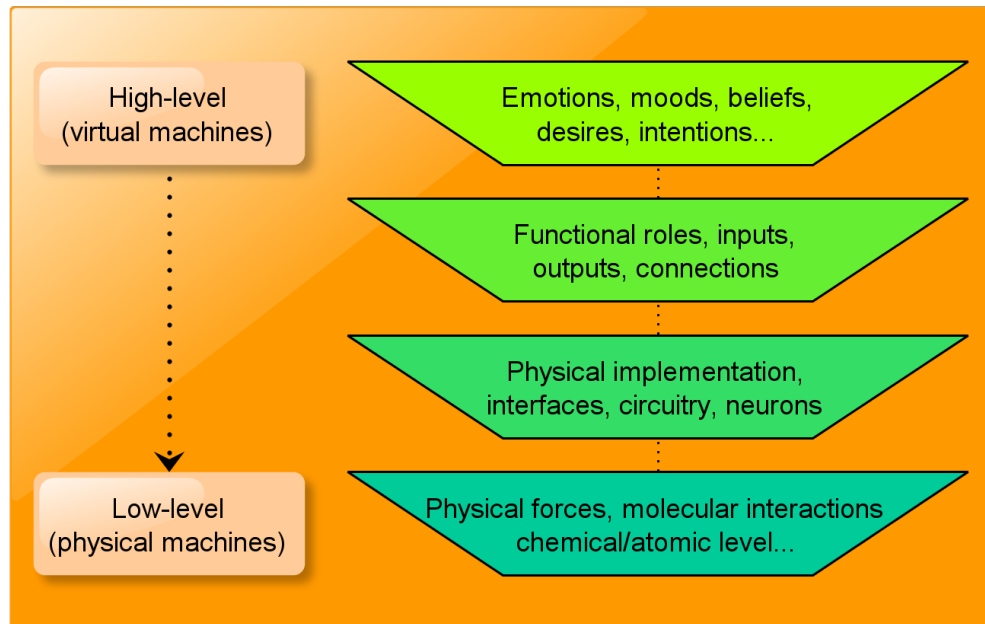 High-level
(virtual machines)
Emotions, moods, beliefs,
desires, intentions...
Functional roles, inputs,
outputs, connections
Physical implementation,
interfaces, circuitry, neurons
Low-level
(physical machines)
Physical forces, molecular interactions
chemical/atomic level...